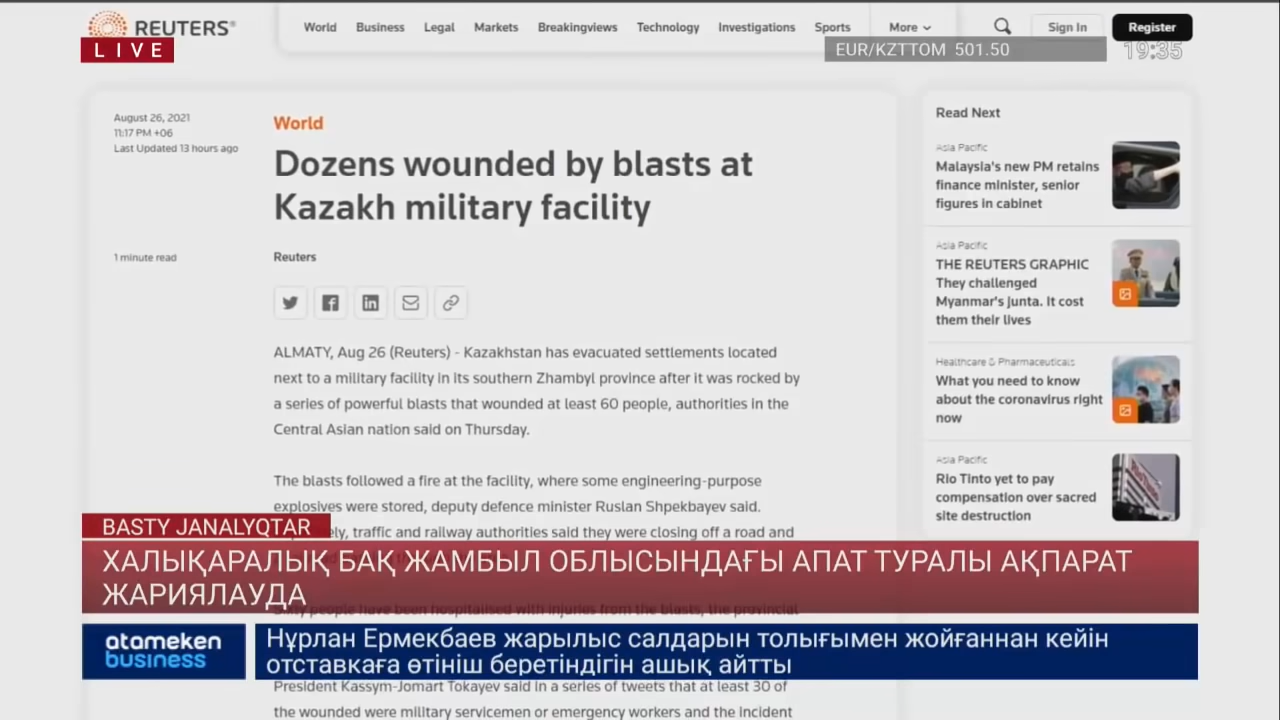 REUTERS®
World Business Legal Markets Breakingviews Technology Investigations Sports More
Sign In
Register
LIVE
EUR/KZTTOM 501.50
19:35
August 26, 2021
11:17 PM +06
Last Updated 13 hours ago
World
Dozens wounded by blasts at
Kazakh military facility
1 minute read
Reuters
ALMATY, Aug 26 (Reuters) - Kazakhstan has evacuated settlements located
next to a military facility in its southern Zhambyl province after it was rocked by
a series of powerful blasts that wounded at least 60 people, authorities in the
Central Asian nation said on Thursday.
The blasts followed a fire at the facility, where some engineering-purpose
explosives were stored, deputy defence minister Ruslan Shpekbayev said.
traffic and railway authorities said they were closing off a road and
people have been hospitalised with injuries from the blasts, the provincial
President Kassym-Jomart Tokayev said in a series of tweets that at least 30 of
the wounded were military servicemen or emergency workers and the incident
Read Next
Asia Pacific
Malaysia's new PM retains
finance minister, senior
figures in cabinet
Asia Pacific
THE REUTERS GRAPHIC
They challenged
Myanmar's junta. It cost
them their lives
Healthcare & Pharmaceuticals
What you need to know
about the coronavirus right
now
Asia Pacific
Rio Tinto yet to pay
compensation over sacred
site destruction
BASTY JANALYQTAR
ХАЛЫҚАРАЛЫҚ БАҚ ЖАМБЫЛ ОБЛЫСЫНДАҒЫ АПАТ ТУРАЛЫ АҚПАРАТ
ЖАРИЯЛАУДА
atameken
business
Нұрлан Ермекбаев жарылыс салдарын толығымен жойғаннан кейін
отставкаға өтініш беретіндігін ашық айтты